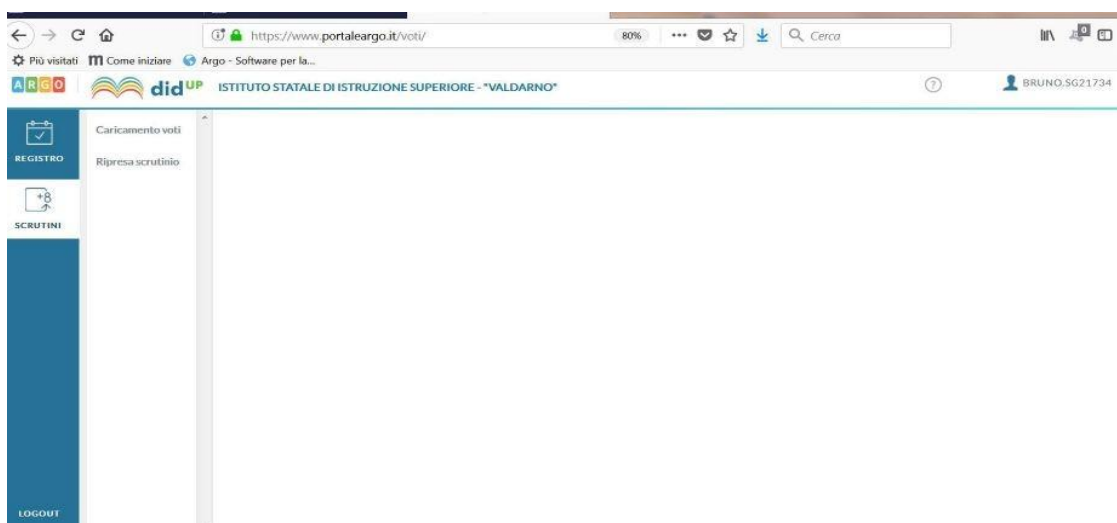 https://www.portaleargo.it/voti/ 80% Cerca
Più visitati Come iniziare Argo - Software per la...
ARGO didUP ISTITUTO STATALE DI ISTRUZIONE SUPERIORE - "VALDARNO" ? BRUNO.SG21734
REGISTRO
SCRUTINI
LOGOUT
Caricamento voti
Ripresa scrutinio
+8